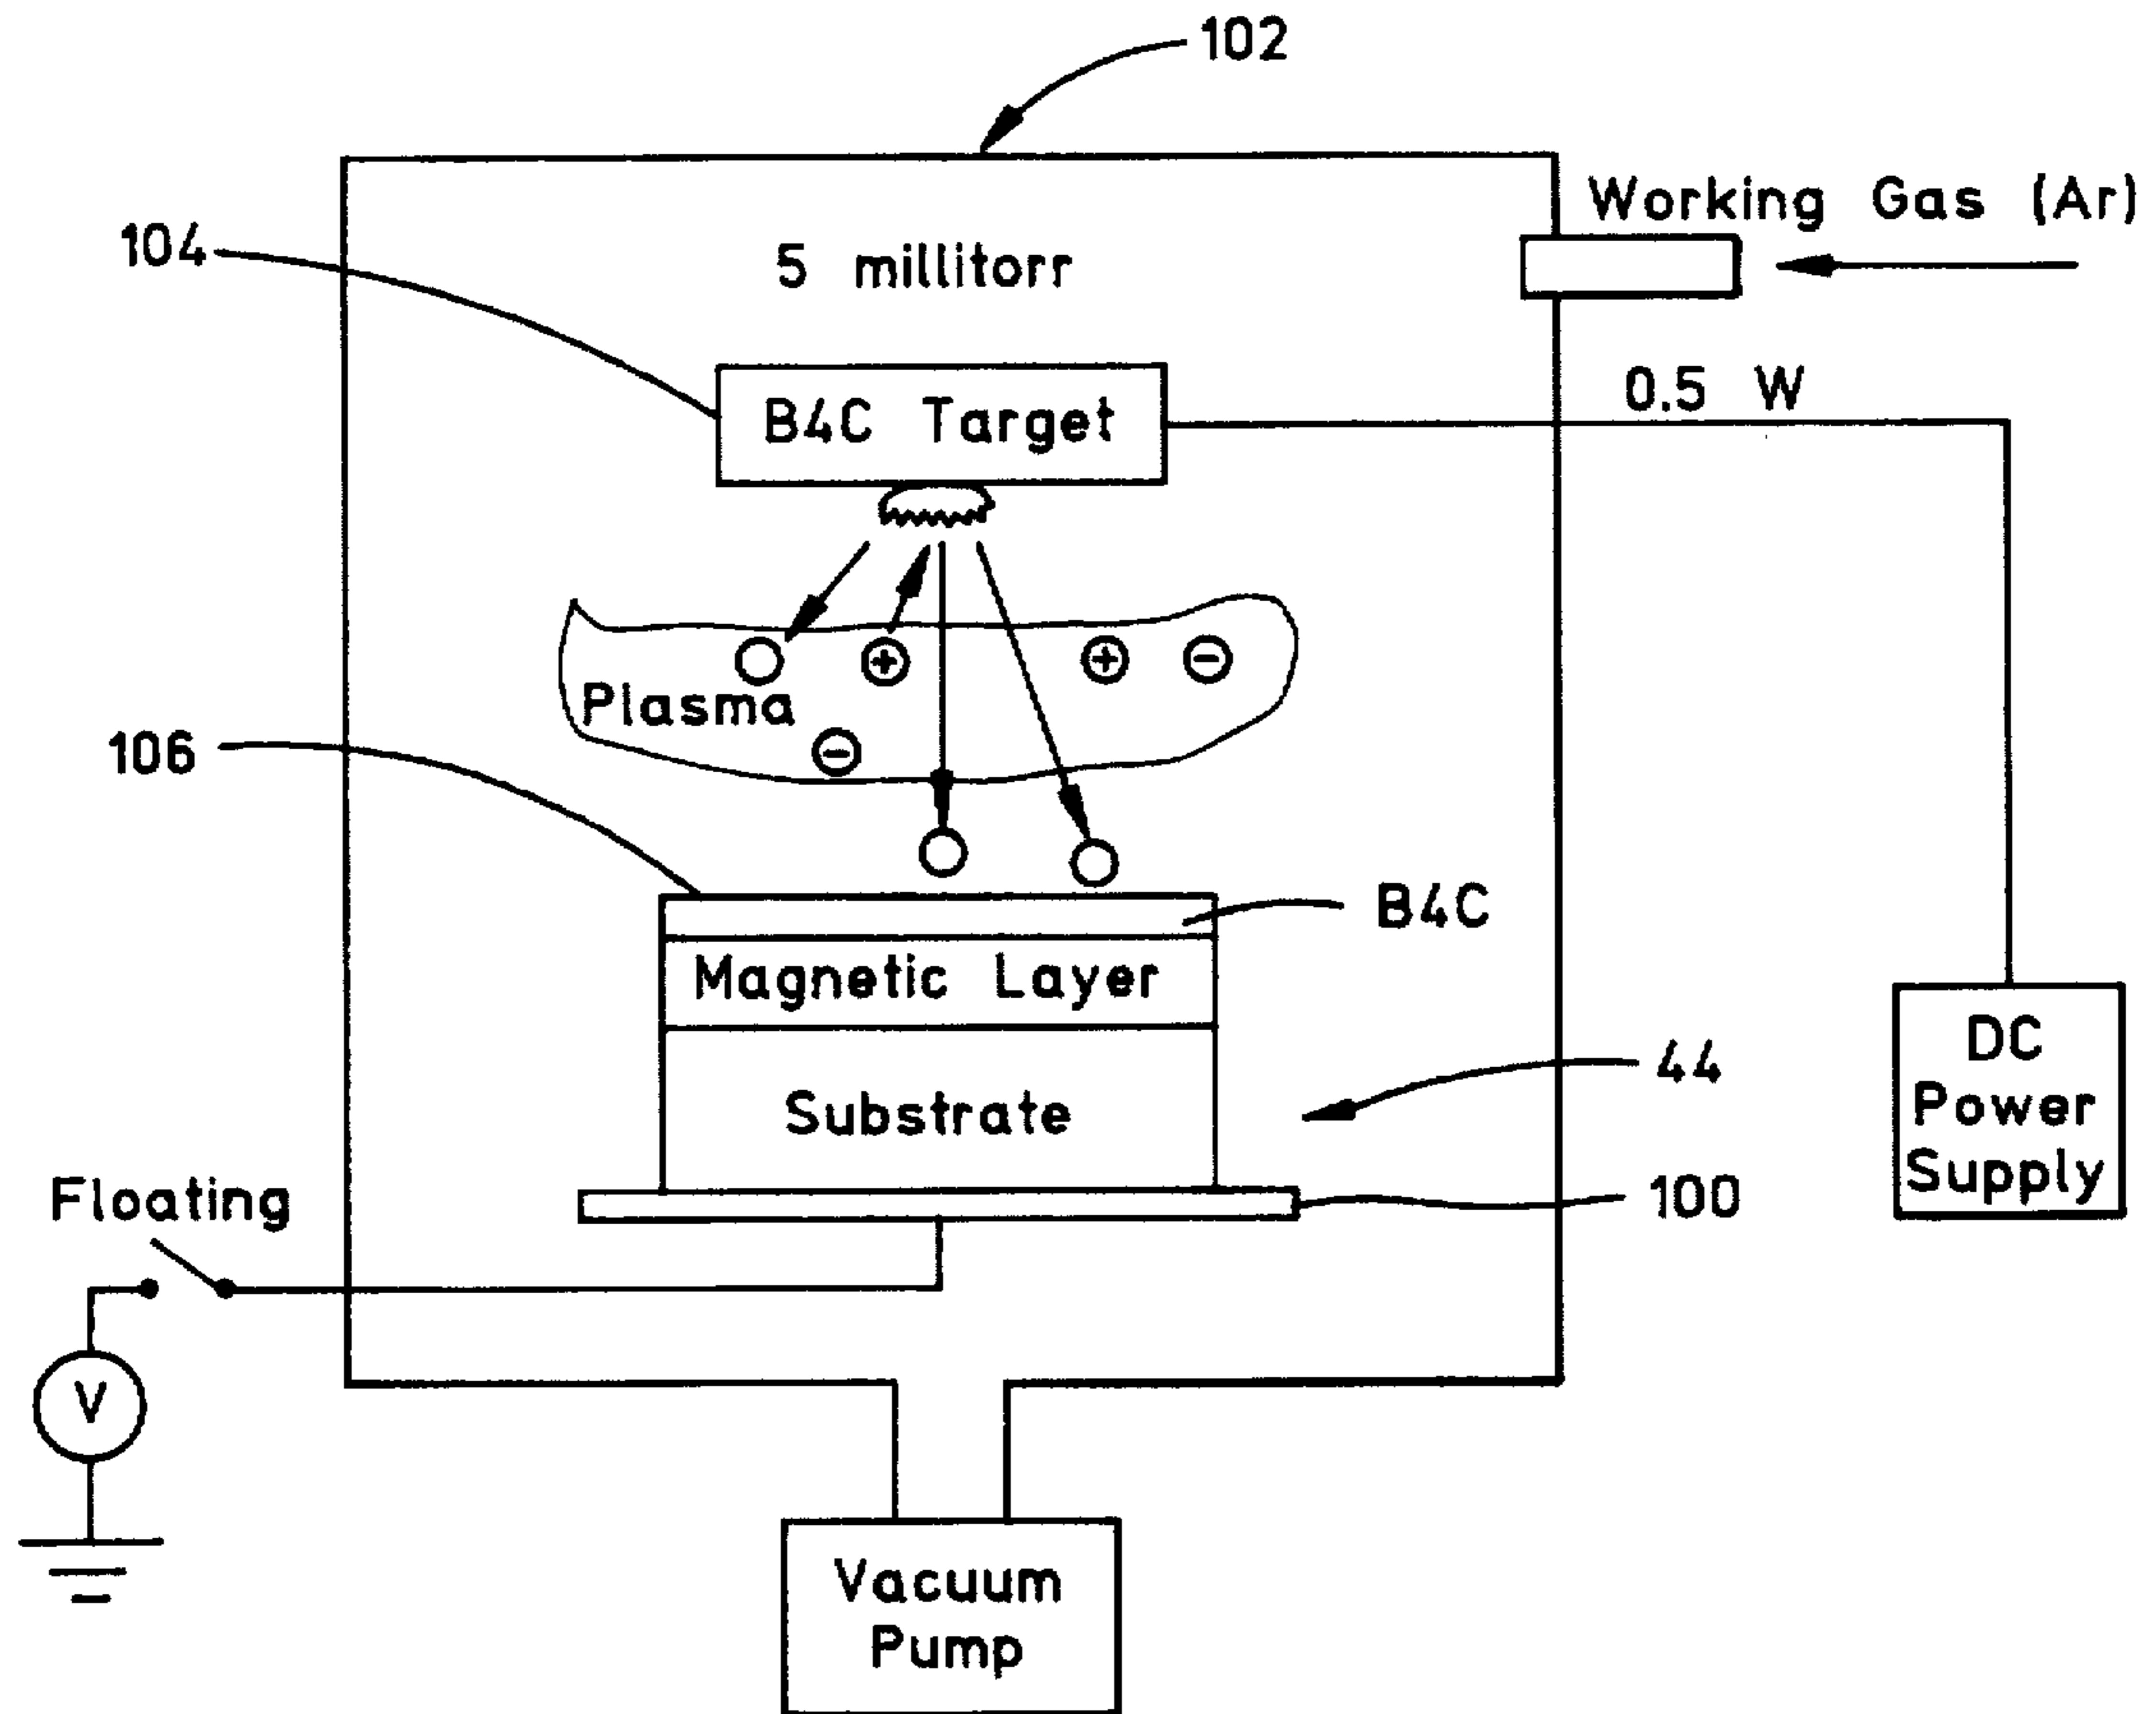 102
Working Gas (Ar)
104
5 millitorr
0.5 W
B4C Target
Plasma
106
B4C
Magnetic Layer
DC
Power
Supply
44
Substrate
100
Floating
V
Vacuum
Pump